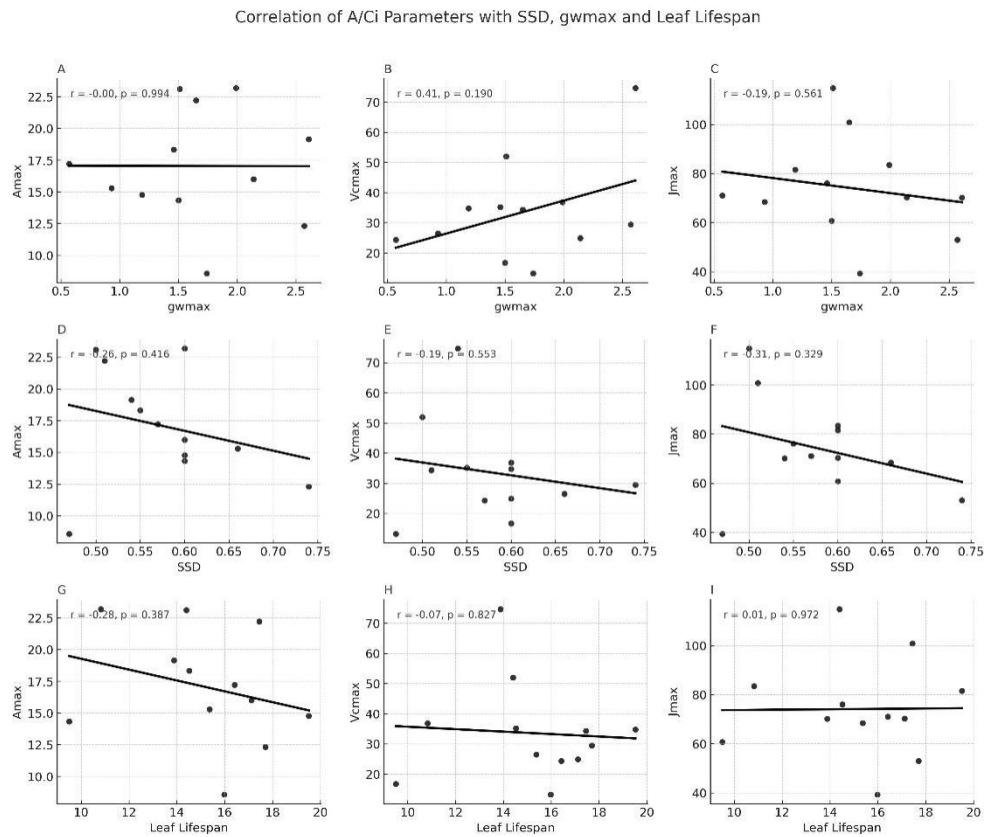 Correlation of A/Ci Parameters with SSD, gwmax and Leaf Lifespan
A
r = -0.00, p = 0.994
22.5
20.0
17.5
15.0
12.5
10.0
Amax
0.5 1.0 1.5 2.0 2.5
gwmax
B
r = 0.41, p = 0.190
70
60
50
40
30
20
Vcmax
0.5 1.0 1.5 2.0 2.5
gwmax
C
r = -0.19, p = 0.561
100
80
60
40
Jmax
0.5 1.0 1.5 2.0 2.5
gwmax
D
r = -0.26, p = 0.416
22.5
20.0
17.5
15.0
12.5
10.0
Amax
0.50 0.55 0.60 0.65 0.70 0.75
SSD
E
r = -0.19, p = 0.553
70
60
50
40
30
20
Vcmax
0.50 0.55 0.60 0.65 0.70 0.75
SSD
F
r = -0.31, p = 0.329
100
80
60
40
Jmax
0.50 0.55 0.60 0.65 0.70 0.75
SSD
G
r = -0.28, p = 0.387
22.5
20.0
17.5
15.0
12.5
10.0
Amax
10 12 14 16 18 20
Leaf Lifespan
H
r = -0.07, p = 0.827
70
60
50
40
30
20
Vcmax
10 12 14 16 18 20
Leaf Lifespan
I
r = 0.01, p = 0.972
100
80
60
40
Jmax
10 12 14 16 18 20
Leaf Lifespan